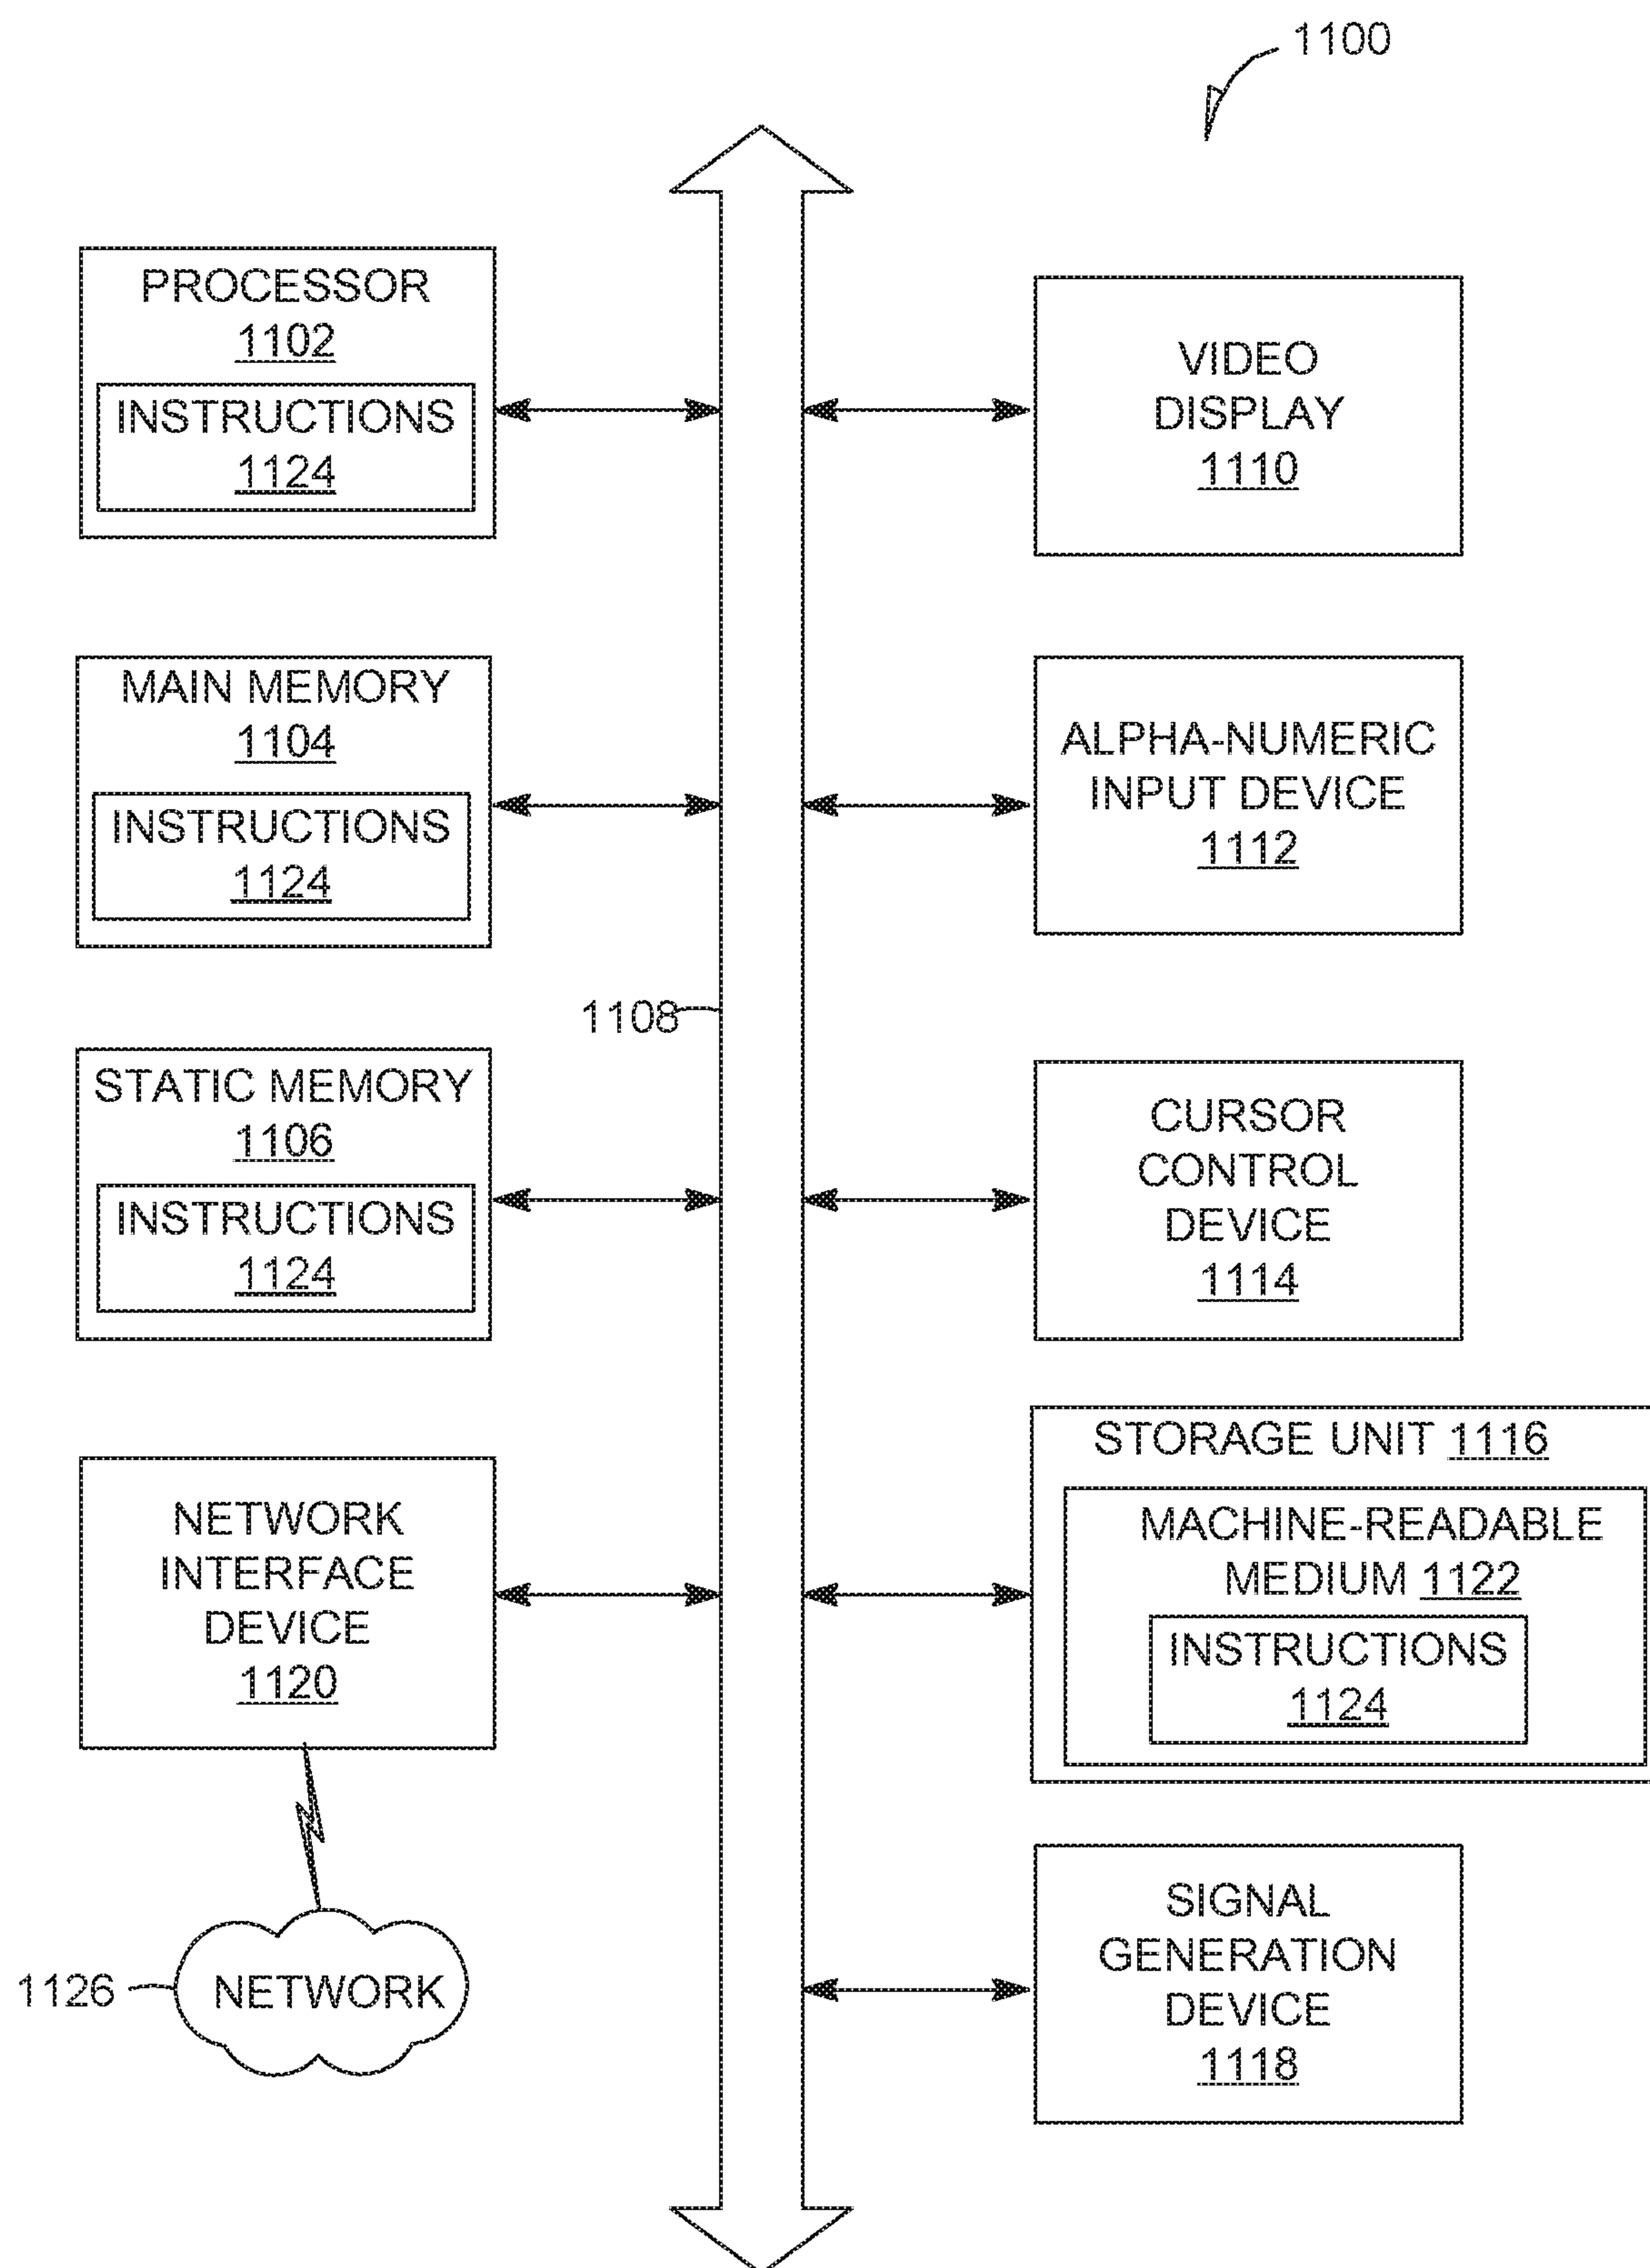 1100
PROCESSOR
1102
INSTRUCTIONS
1124
VIDEO
DISPLAY
1110
MAIN MEMORY
1104
INSTRUCTIONS
1124
ALPHA-NUMERIC
INPUT DEVICE
1112
1108
STATIC MEMORY
1106
INSTRUCTIONS
1124
CURSOR
CONTROL
DEVICE
1114
NETWORK
INTERFACE
DEVICE
1120
STORAGE UNIT 1116
MACHINE-READABLE
MEDIUM 1122
INSTRUCTIONS
1124
1126
NETWORK
SIGNAL
GENERATION
DEVICE
1118